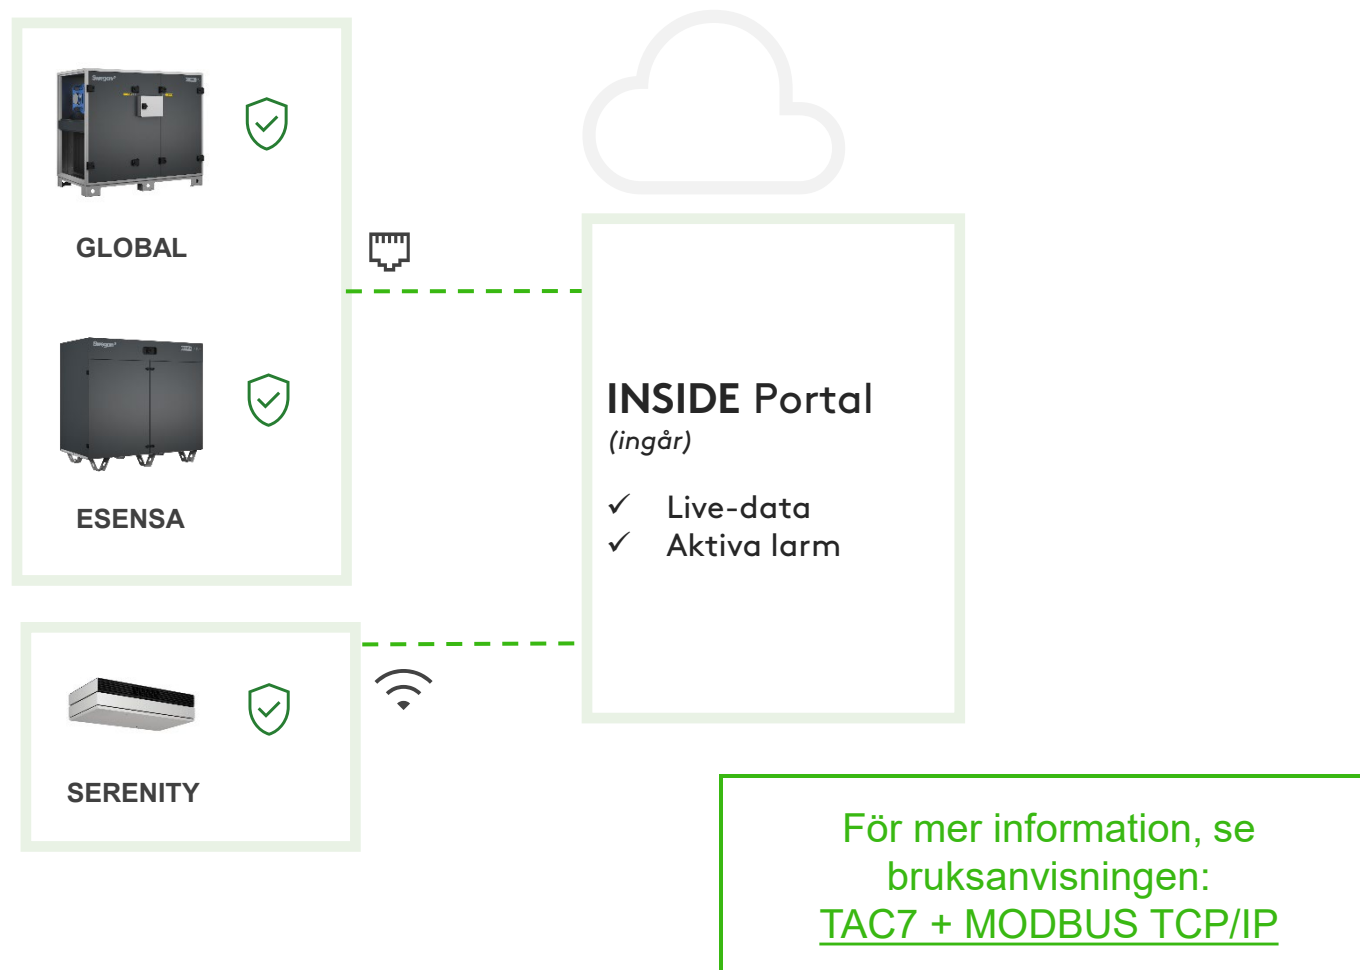 GLOBAL
ESENSA
SERENITY
INSIDE Portal
(ingår)
✓ Live-data
✓ Aktiva larm
För mer information, se
bruksanvisningen:
TAC7 + MODBUS TCP/IP